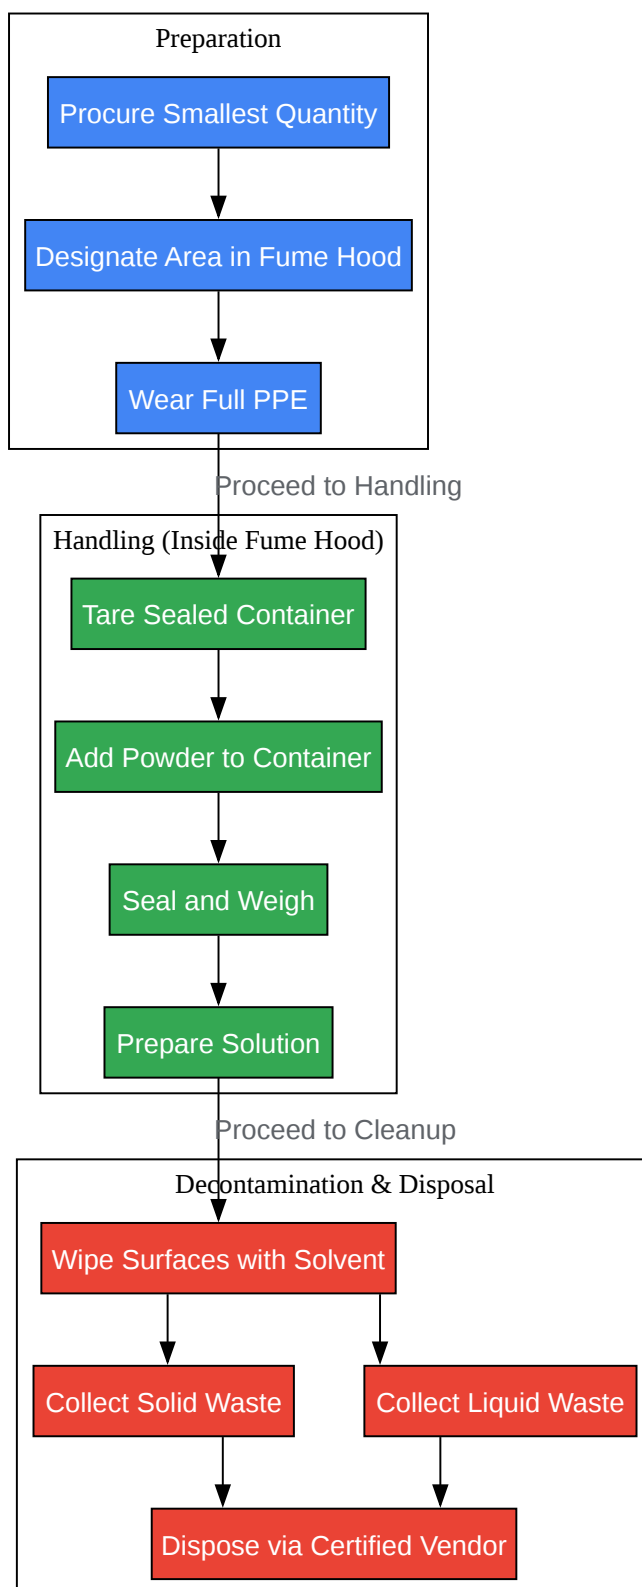 Preparation
Procure Smallest Quantity
Designate Area in Fume Hood
Wear Full PPE
Proceed to Handling
Handling (Inside Fume Hood)
Tare Sealed Container
Add Powder to Container
Seal and Weigh
Prepare Solution
Proceed to Cleanup
Decontamination & Disposal
Wipe Surfaces with Solvent
Collect Solid Waste
Collect Liquid Waste
Dispose via Certified Vendor